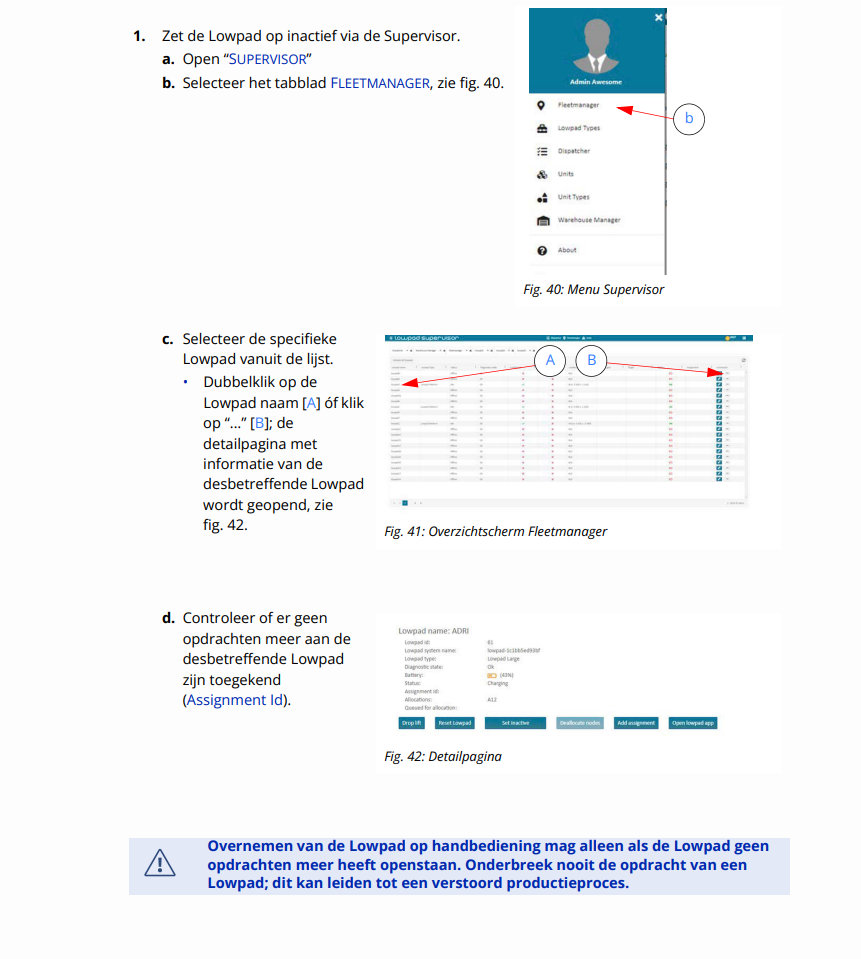 1. Zet de Lowpad op inactief via de Supervisor.
a. Open “SUPERVISOR”
b. Selecteer het tabblad FLEETMANAGER, zie fig. 40.
Admin Awesome
Fleetmanager
b
Lowpad Types
Dispatcher
Units
Unit Types
Warehouse Manager
About
Fig. 40: Menu Supervisor
c. Selecteer de specifieke
Lowpad vanuit de lijst.
• Dubbelklik op de
Lowpad naam [A] óf klik
op “...” [B]; de
detailpagina met
informatie van de
desbetreffende Lowpad
wordt geopend, zie
fig. 42.
lowpad supervisor
A B
Fig. 41: Overzichtscherm Fleetmanager
d. Controleer of er geen
opdrachten meer aan de
desbetreffende Lowpad
zijn toegekend
(Assignment Id).
Lowpad name: ADRI
Lowpad id: 61
Lowpad system name:
Lowpad type: Lowpad Large
Diagnostic state: Ok
Battery: (43%)
Status: Charging
Assignment id:
Allocations: A12
Queued for allocation:
Drop lift Reset Lowpad Set Inactive Deallocate nodes Add assignment Open lowpad app
Fig. 42: Detailpagina
Overnemen van de Lowpad op handbediening mag alleen als de Lowpad geen
opdrachten meer heeft openstaan. Onderbreek nooit de opdracht van een
Lowpad; dit kan leiden tot een verstoord productieproces.